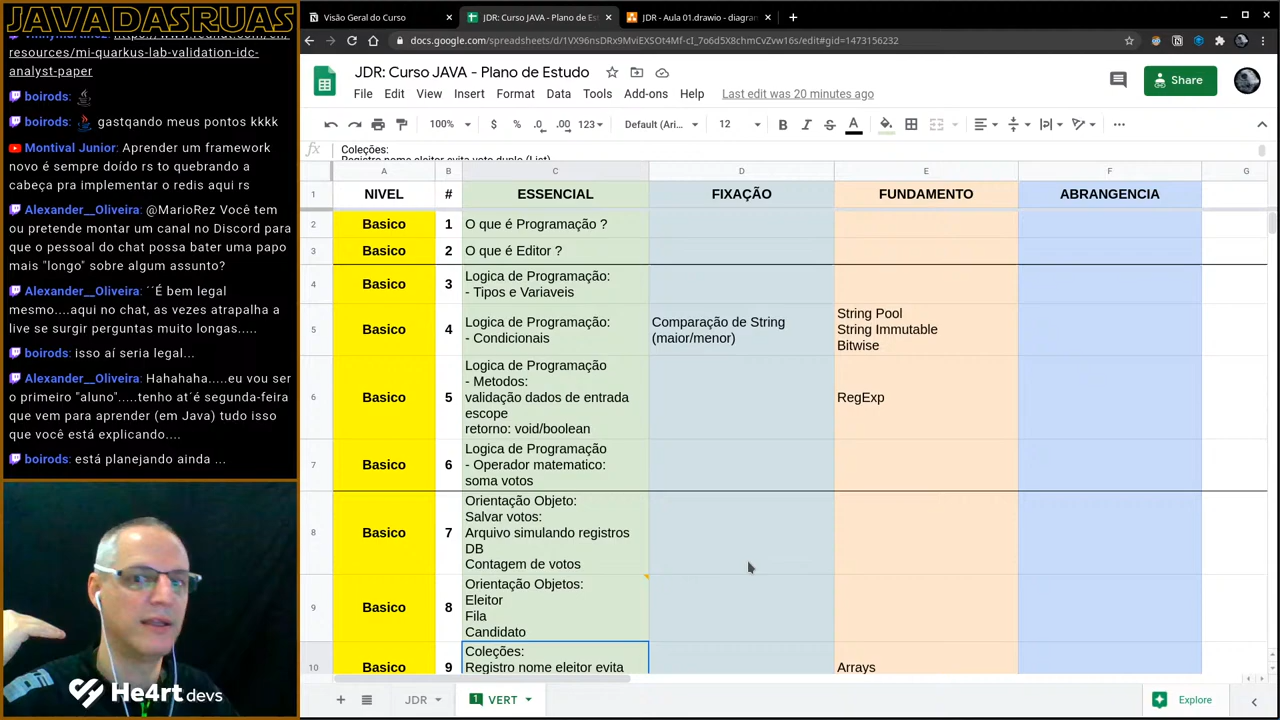 JAVADASRUAS
resources/mi-quarkus-lab-validation-idc-
analyst-paper
boirods:
boirods: gastqando meus pontos kkkk
Montival Junior: Aprender um framework
novo é sempre doído rs to quebrando a
cabeça pra implementar o redis aqui rs
Alexander__Oliveira: @MarioRez Você tem
ou pretende montar um canal no Discord para
que o pessoal do chat possa bater uma papo
mais "longo" sobre algum assunto?
Alexander__Oliveira: ´´É bem legal
mesmo....aqui no chat, as vezes atrapalha a
live se surgir perguntas muito longas.....
boirods: isso aí seria legal...
Alexander__Oliveira: Hahahaha.....eu vou ser
o primeiro "aluno".....tenho at´é segunda-feira
que vem para aprender (em Java) tudo isso
que você está explicando....
boirods: está planejando ainda ...
He4rt devs
Visão Geral do Curso
JDR: Curso JAVA - Plano de Est
JDR - Aula 01.drawio - diagram
docs.google.com/spreadsheets/d/1VX96nsDRx9MviEXSOt4Mf-cI_7o6d5X8chmCvZvw16s/edit#gid=1473156232
JDR: Curso JAVA - Plano de Estudo
File Edit View Insert Format Data Tools Add-ons Help Last edit was 20 minutes ago
Share
100% $ % .0 .00 123 Default (Ari... 12 B I S A
fx Coleções:
Registro nome eleitor evita voto duplo (List)
A B C D E F G
1 NIVEL # ESSENCIAL FIXAÇÃO FUNDAMENTO ABRANGENCIA
2 Basico 1 O que é Programação ?
3 Basico 2 O que é Editor ?
4 Basico 3 Logica de Programação:
- Tipos e Variaveis
5 Basico 4 Logica de Programação:
- Condicionais
Comparação de String
(maior/menor)
String Pool
String Immutable
Bitwise
6 Basico 5 Logica de Programação
- Metodos:
validação dados de entrada
escope
retorno: void/boolean
RegExp
7 Basico 6 Logica de Programação
- Operador matematico:
soma votos
8 Basico 7 Orientação Objeto:
Salvar votos:
Arquivo simulando registros
DB
Contagem de votos
9 Basico 8 Orientação Objetos:
Eleitor
Fila
Candidato
10 Basico 9 Coleções:
Registro nome eleitor evita
Arrays
JDR
1 VERT
Explore